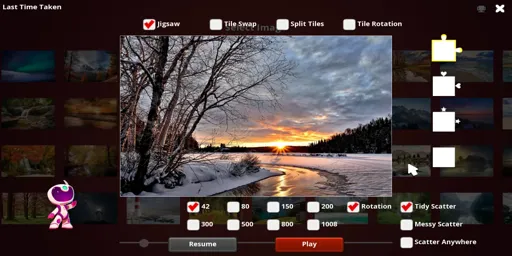 Last Time Taken
Jigsaw Tile Swap Split Tiles Tile Rotation
Select Image
42 80 150 200 Rotation Tidy Scatter
300 500 800 1008 Messy Scatter
Resume Play Scatter Anywhere